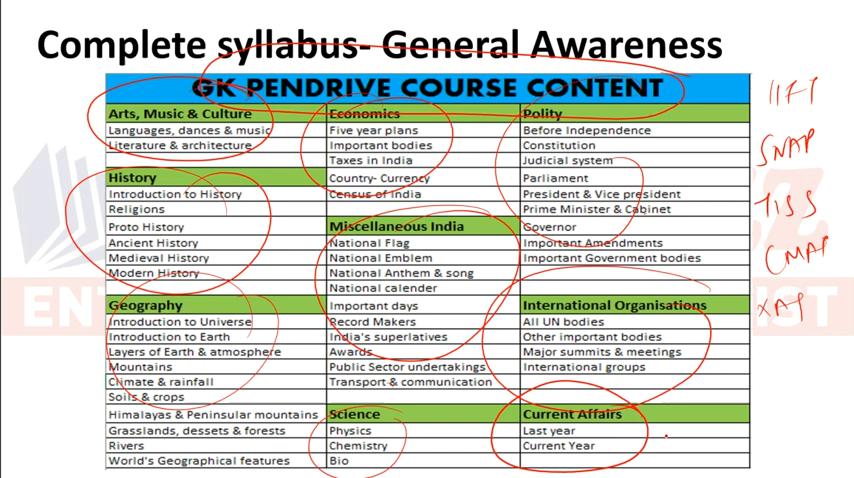 Complete syllabus- General Awareness
GK PENDRIVE COURSE CONTENT
Arts, Music & Culture
Languages, dances & music
Literature & architecture
History
Introduction to History
Religions
Proto History
Ancient History
Medieval History
Modern History
Geography
Introduction to Universe
Introduction to Earth
Layers of Earth & atmosphere
Mountains
Climate & rainfall
Soils & crops
Himalayas & Peninsular mountains
Grasslands, dessets & forests
Rivers
World's Geographical features
Economics
Five year plans
Important bodies
Taxes in India
Country- Currency
Census of India
Miscellaneous India
National Flag
National Emblem
National Anthem & song
National calender
Important days
Record Makers
India's superlatives
Awards
Public Sector undertakings
Transport & communication
Science
Physics
Chemistry
Bio
Polity
Before Independence
Constitution
Judicial system
Parliament
President & Vice president
Prime Minister & Cabinet
Governor
Important Amendments
Important Government bodies
International Organisations
All UN bodies
Other important bodies
Major summits & meetings
International groups
Current Affairs
Last year
Current Year
IIFT
SNAP
TISS
CMAT
XAT